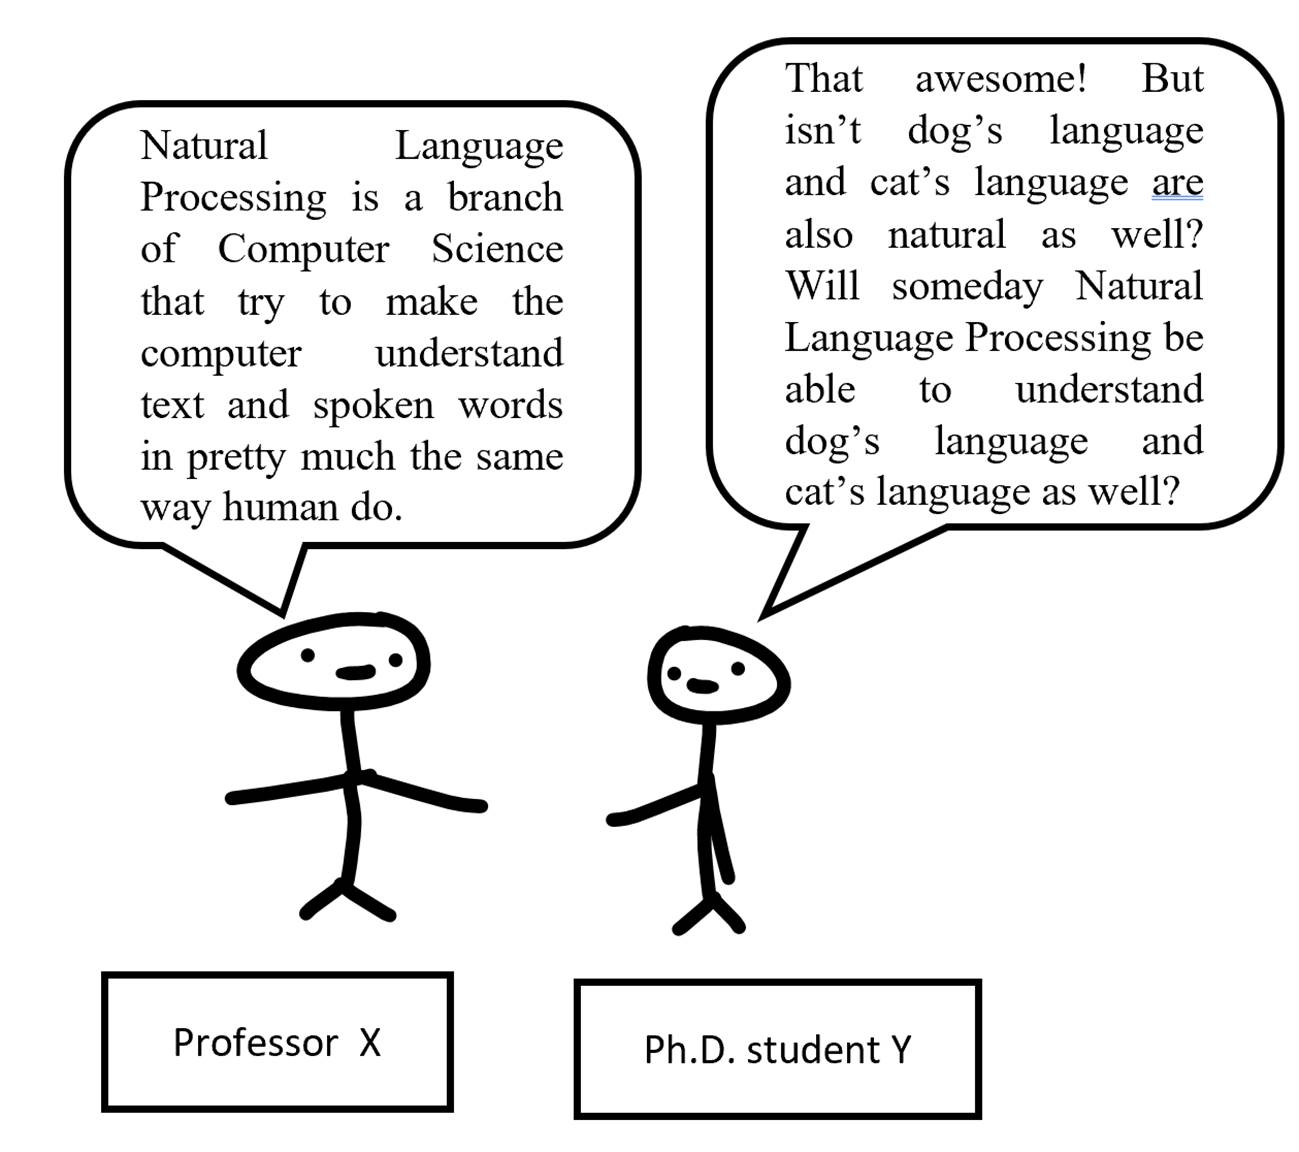 Natural Language
Processing is a branch
of Computer Science
that try to make the
computer understand
text and spoken words
in pretty much the same
way human do.
That awesome! But
isn’t dog’s language
and cat’s language are
also natural as well?
Will someday Natural
Language Processing be
able to understand
dog’s language and
cat’s language as well?
Professor X
Ph.D. student Y